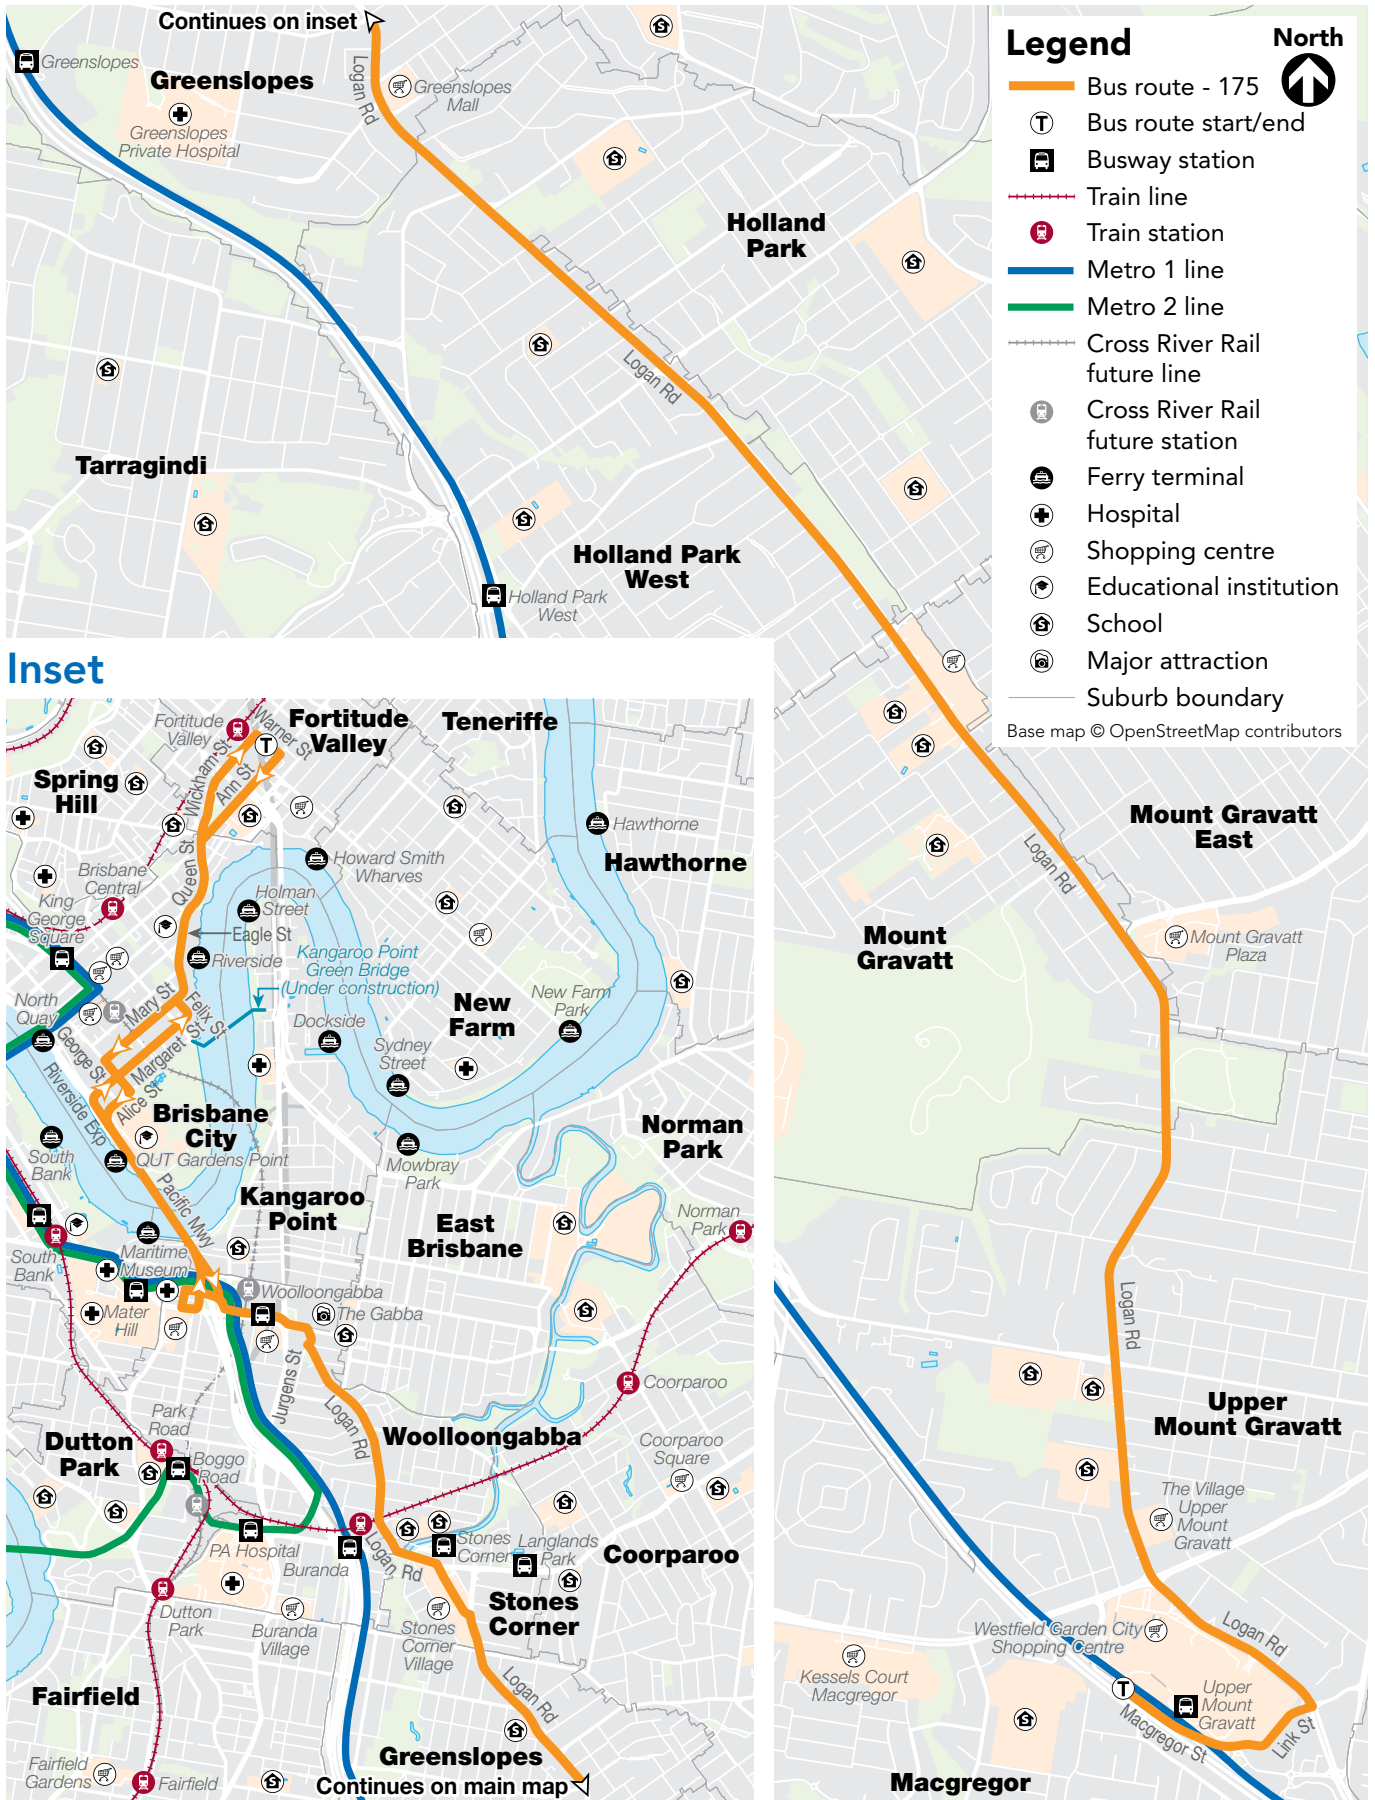 Continues on inset
Greenslopes
Greenslopes
Greenslopes
Private Hospital
Logan Rd
Greenslopes
Mall
Holland
Park
Logan Rd
Tarragindi
Holland Park
West
Holland Park
West
Legend
North
Bus route - 175
T
Bus route start/end
Busway station
Train line
Train station
Metro 1 line
Metro 2 line
Cross River Rail
future line
Cross River Rail
future station
Ferry terminal
Hospital
Shopping centre
Educational institution
School
Major attraction
Suburb boundary
Base map © OpenStreetMap contributors
Mount Gravatt
East
Logan Rd
Mount
Gravatt
Mount Gravatt
Plaza
Logan Rd
Upper
Mount Gravatt
The Village
Upper
Mount
Gravatt
Logan Rd
Westfield Garden City
Shopping Centre
Kessels Court
Macgregor
T
Upper
Mount
Gravatt
Macgregor St
Link St
Macgregor
Inset
Fortitude
Valley
Warner St
Fortitude
Valley
Teneriffe
T
Spring
Hill
Wickham St
Ann St
Hawthorne
Hawthorne
Howard Smith
Wharves
Brisbane
Central
Queen St
King
George
Square
Holman
Street
Eagle St
Riverside
Kangaroo Point
Green Bridge
(Under construction)
New
Farm
New Farm
Park
North
Quay
Mary St
Felix St
Dockside
Sydney
Street
George St
Margaret St
Alice St
Riverside Exp
Brisbane
City
Norman
Park
South
Bank
QUT Gardens Point
Mowbray
Park
Pacific Mwy
Kangaroo
Point
East
Brisbane
Norman
Park
South
Bank
Maritime
Museum
Woolloongabba
The Gabba
Mater
Hill
Jurgens St
Coorparoo
Logan Rd
Park
Road
Woolloongabba
Dutton
Park
Boggo
Road
Coorparoo
Square
PA Hospital
Buranda
Logan Rd
Stones
Corner
Langlands
Park
Coorparoo
Stones
Corner
Dutton
Park
Buranda
Village
Stones
Corner
Village
Fairfield
Logan Rd
Greenslopes
Fairfield
Gardens
Fairfield
Continues on main map